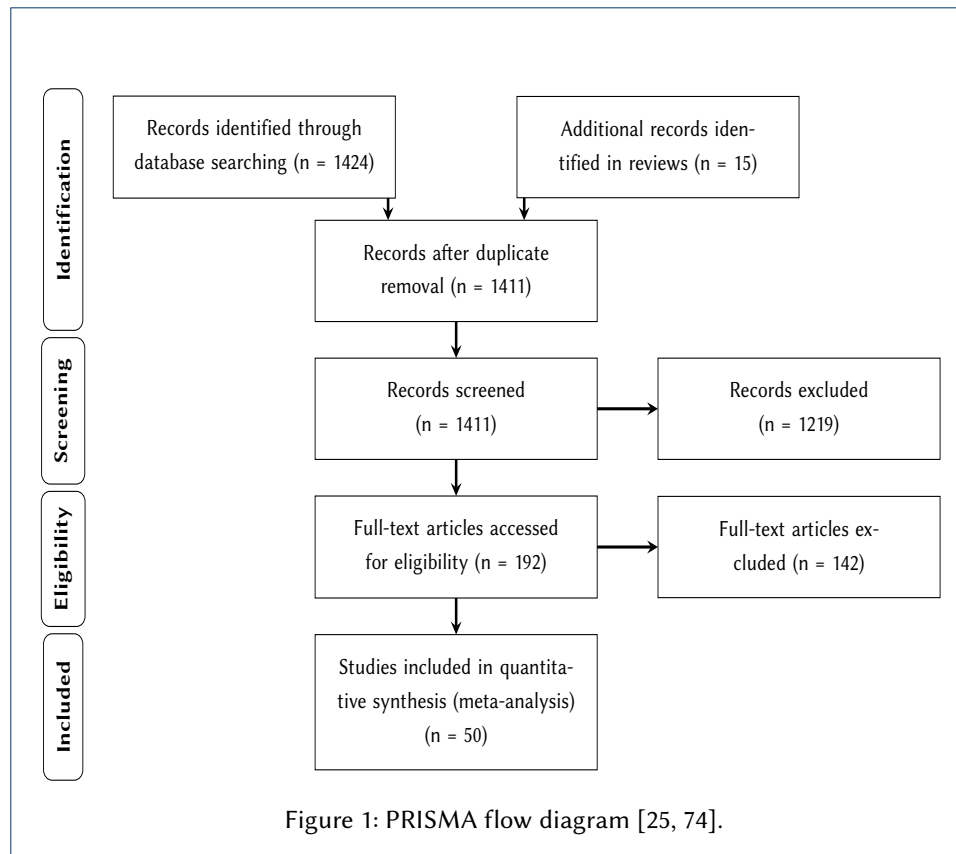 Identification
Records identified through
database searching (n = 1424)
Additional records iden-
tified in reviews (n = 15)
Records after duplicate
removal (n = 1411)
Screening
Records screened
(n = 1411)
Records excluded
(n = 1219)
Eligibility
Full-text articles accessed
for eligibility (n = 192)
Full-text articles ex-
cluded (n = 142)
Included
Studies included in quantita-
tive synthesis (meta-analysis)
(n = 50)
Figure 1: PRISMA flow diagram [25, 74].